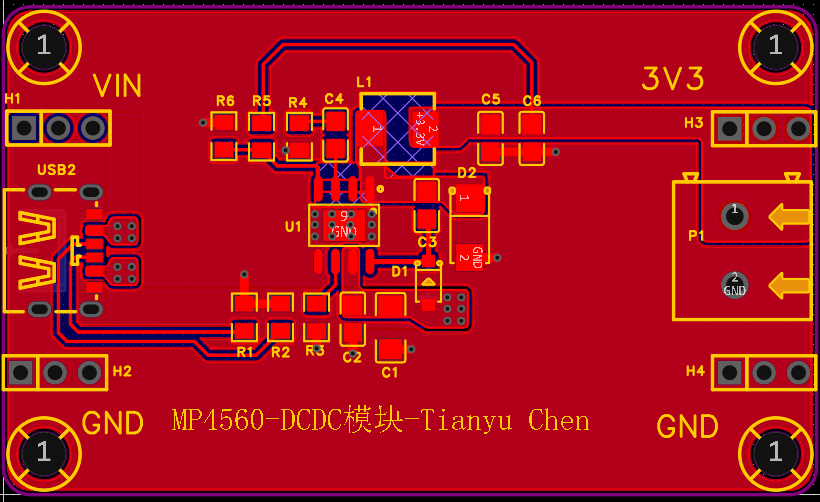 1
1
VIN
3V3
H1
R6
R5
R4
C4
L1
C5
C6
H3
1
2
+3.3V
USB2
D2
1
U1
9
GND
C3
GND
2
P1
1
2
GND
D1
R1
R2
R3
C2
C1
H2
H4
GND
GND
MP4560-DCDC模块-Tianyu Chen
1
1